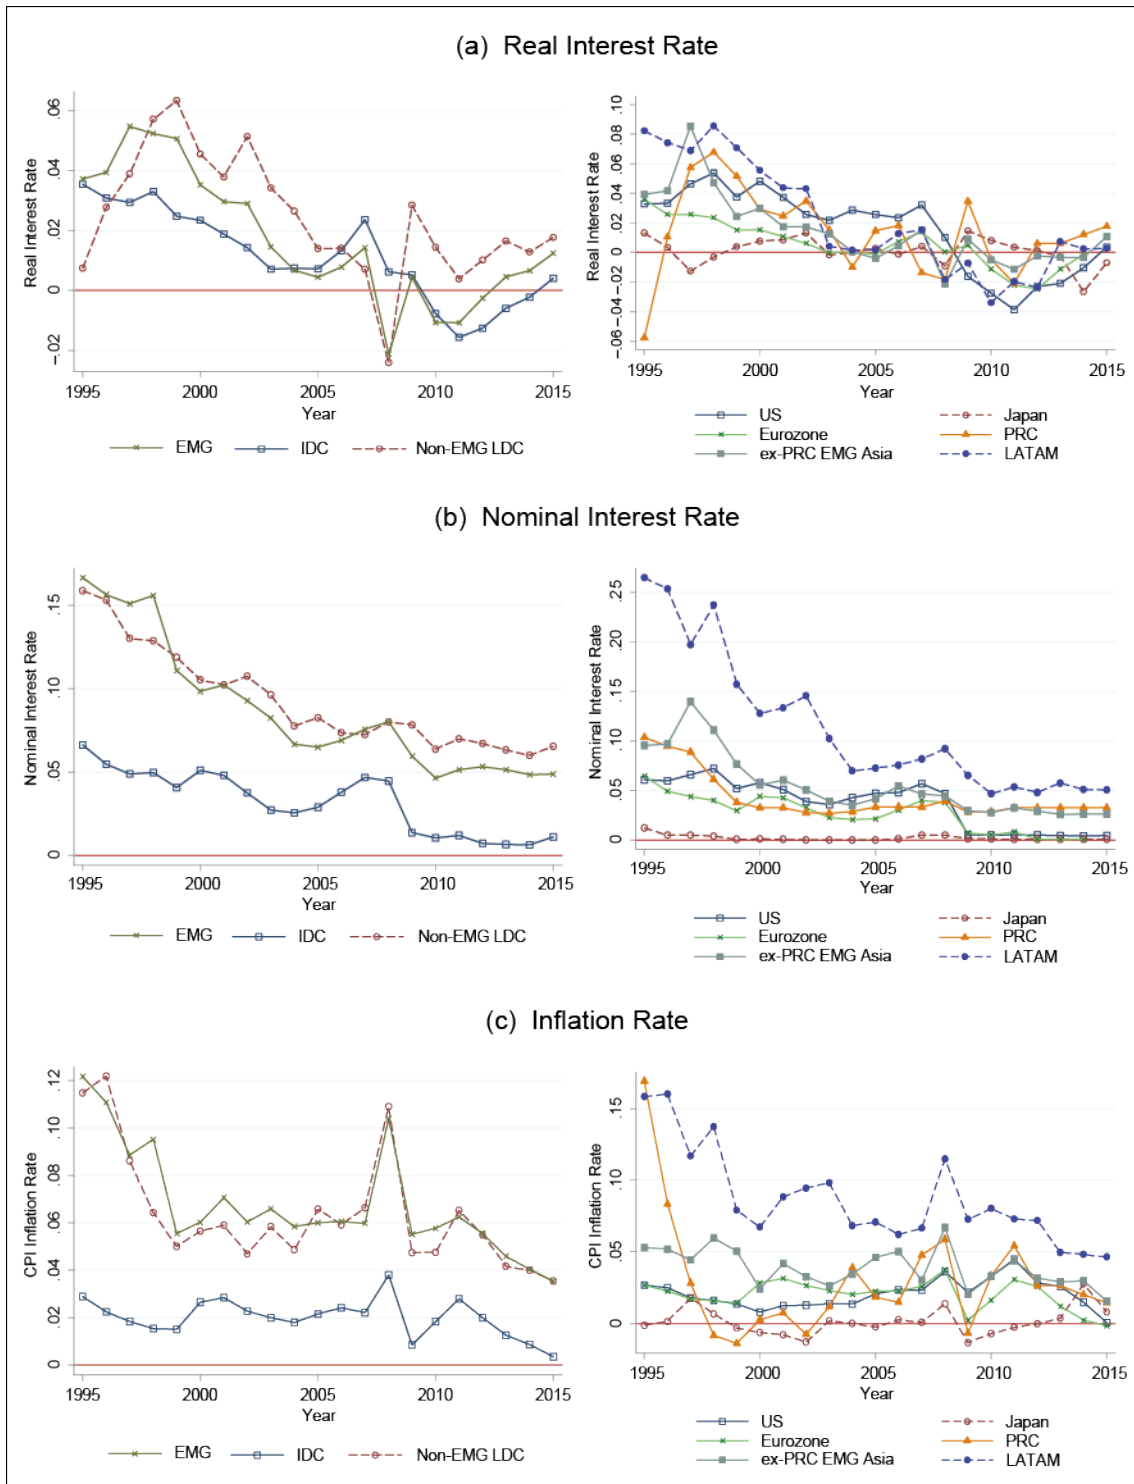 (a) Real Interest Rate
Real Interest Rate
.06
.04
.02
0
−.02
1995 2000 2005 2010 2015
Year
EMG IDC Non-EMG LDC
Real Interest Rate
.10
.08
.06
.04
.02
0
−.02
−.04
−.06
1995 2000 2005 2010 2015
Year
US Japan
Eurozone PRC
ex-PRC EMG Asia LATAM
(b) Nominal Interest Rate
Nominal Interest Rate
.15
.10
.05
0
1995 2000 2005 2010 2015
Year
EMG IDC Non-EMG LDC
Nominal Interest Rate
.25
.20
.15
.10
.05
0
1995 2000 2005 2010 2015
Year
US Japan
Eurozone PRC
ex-PRC EMG Asia LATAM
(c) Inflation Rate
CPI Inflation Rate
.12
.10
.08
.06
.04
.02
0
1995 2000 2005 2010 2015
Year
EMG IDC Non-EMG LDC
CPI Inflation Rate
.15
.10
.05
0
1995 2000 2005 2010 2015
Year
US Japan
Eurozone PRC
ex-PRC EMG Asia LATAM